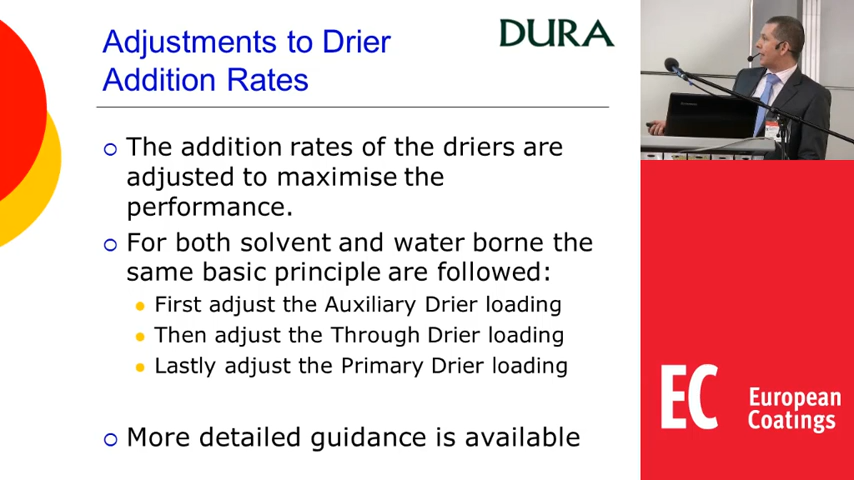 Adjustments to Drier
Addition Rates
DURA
The addition rates of the driers are
adjusted to maximise the
performance.
For both solvent and water borne the
same basic principle are followed:
First adjust the Auxiliary Drier loading
Then adjust the Through Drier loading
Lastly adjust the Primary Drier loading
More detailed guidance is available
EC European
Coatings